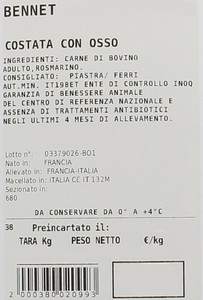 BENNET
COSTATA CON OSSO
INGREDIENTI: CARNE DI BOVINO
ADULTO,ROSMARINO.
CONSIGLIATO: PIASTRA/ FERRI
AUT.MIN. IT19BET ENTE DI CONTROLLO INOQ
GARANZIA DI BENESSERE ANIMALE
DEL CENTRO DI REFERENZA NAZIONALE E
ASSENZA DI TRATTAMENTI ANTIBIOTICI
NEGLI ULTIMI 4 MESI DI ALLEVAMENTO.
Lotto n°: 03379026-BO1
Nato in: FRANCIA
Allevato in: FRANCIA-ITALIA
Macellato in: ITALIA CE IT 132M
Sezionato in:
680
DA CONSERVARE DA 0° A +4°C
38 Preincartato il:
TARA Kg PESO NETTO €/kg
2 000380 020993